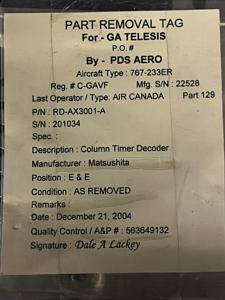 PART REMOVAL TAG
For - GA TELESIS
P.O. #
By - PDS AERO
Aircraft Type : 767-233ER
Reg. # C-GAVF Mfg. S/N : 22528
Last Operator / Type: AIR CANADA Part 129
P/N : RD-AX3001-A
S/N : 201034
Spec. :
Description : Column Timer Decoder
Manufacturer : Matsushita
Position : E & E
Condition : AS REMOVED
Remarks :
Date : December 21, 2004
Quality Control / A&P # : 563649132
Signature : Dale A Lackey